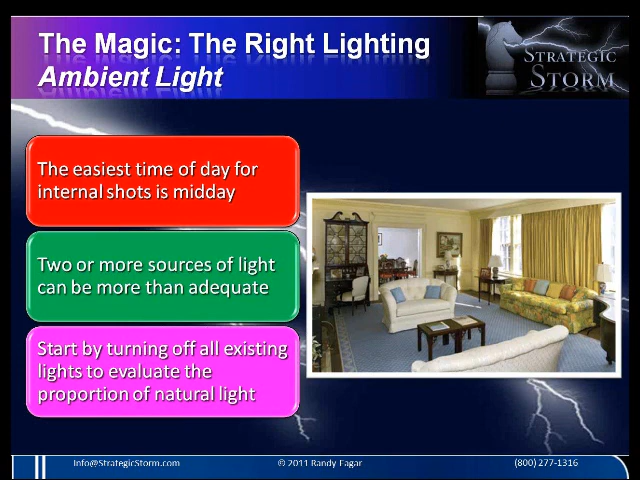 The Magic: The Right Lighting
Ambient Light
STRATEGIC
STORM
The easiest time of day for
internal shots is midday
Two or more sources of light
can be more than adequate
Start by turning off all existing
lights to evaluate the
proportion of natural light
Info@StrategicStorm.com
© 2011 Randy Eagar
(800) 277-1316